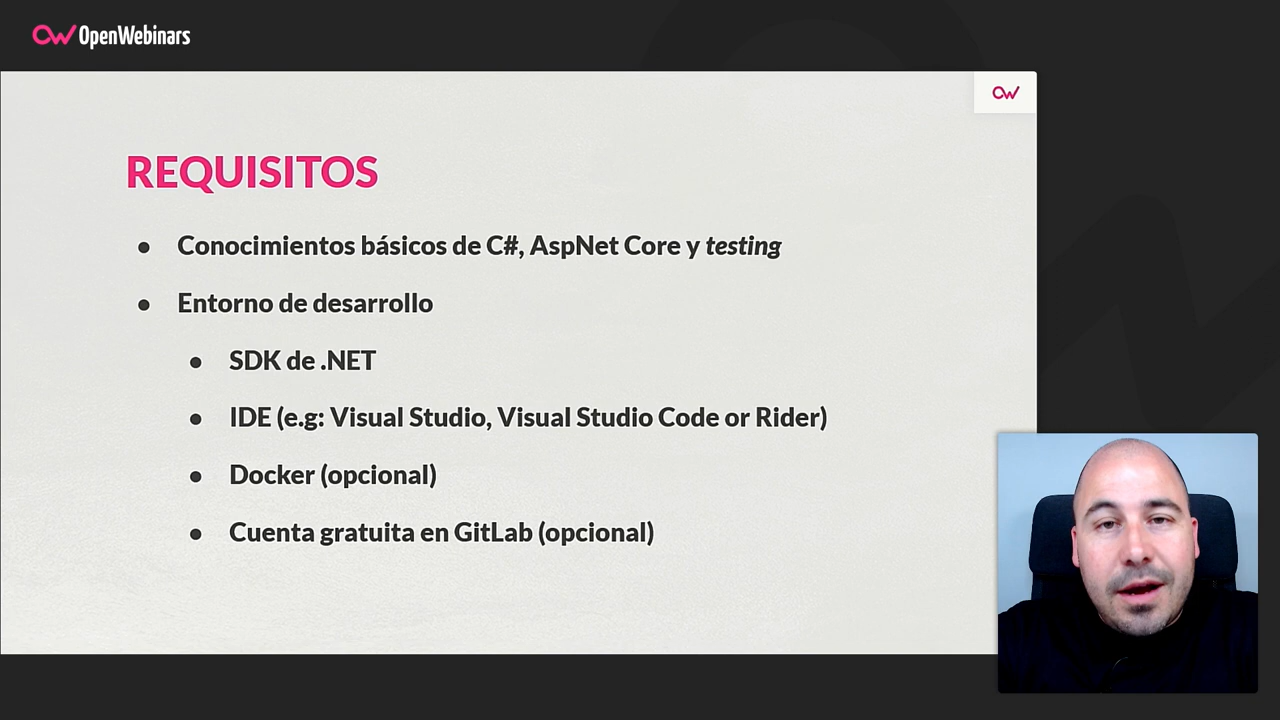 OpenWebinars
REQUISITOS
● Conocimientos básicos de C#, AspNet Core y testing
● Entorno de desarrollo
● SDK de .NET
● IDE (e.g: Visual Studio, Visual Studio Code or Rider)
● Docker (opcional)
● Cuenta gratuita en GitLab (opcional)